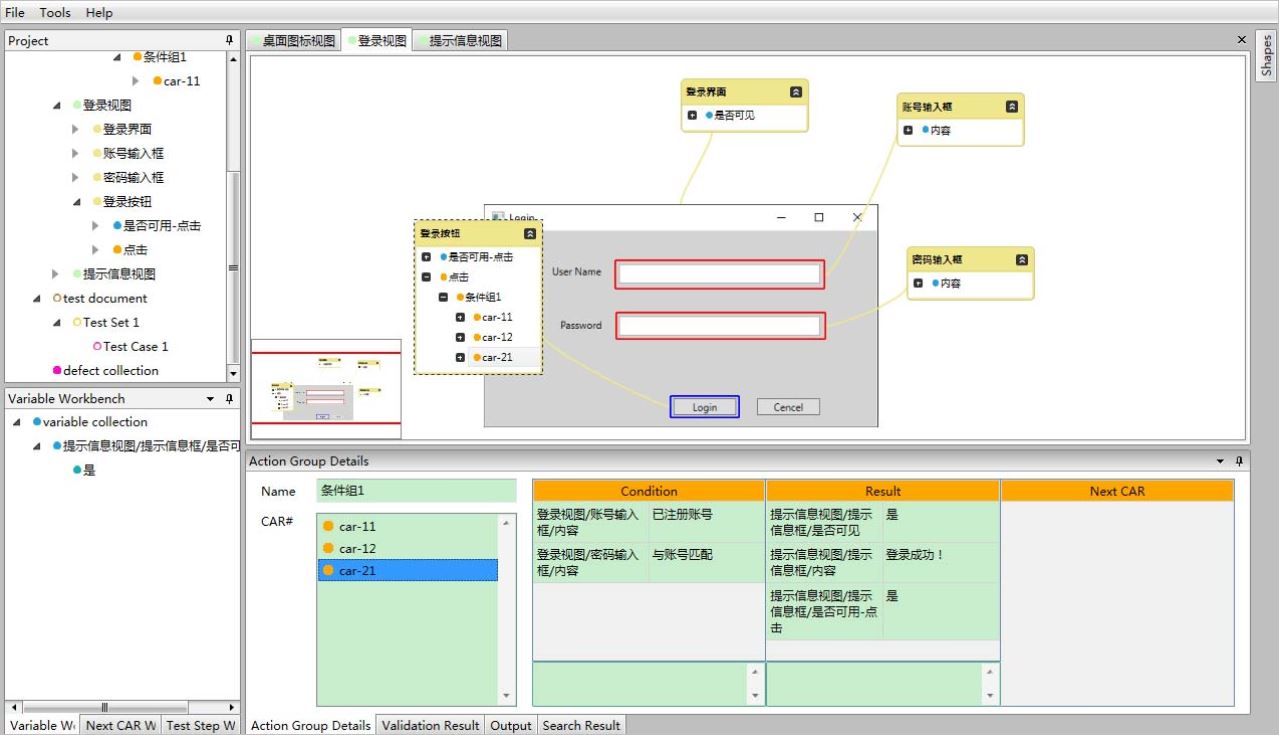 File Tools Help
Project
条件组1
car-11
登录视图
登录界面
账号输入框
密码输入框
登录按钮
是否可用-点击
点击
提示信息视图
test document
Test Set 1
Test Case 1
defect collection
Variable Workbench
variable collection
提示信息视图/提示信息框/是否可
是
Variable W
Next CAR W
Test Step W
桌面图标视图
登录视图
提示信息视图
Shapes
登录界面
是否可见
账号输入框
内容
密码输入框
内容
Login
登录按钮
是否可用-点击
点击
条件组1
car-11
car-12
car-21
User Name
Password
Login
Cencel
Action Group Details
Name
条件组1
CAR#
car-11
car-12
car-21
Condition
Result
Next CAR
登录视图/账号输入
框/内容
已注册账号
登录视图/密码输入
框/内容
与账号匹配
提示信息视图/提示
信息框/是否可见
是
提示信息视图/提示
信息框/内容
登录成功！
提示信息视图/提示
信息框/是否可用-点
击
是
Action Group Details
Validation Result
Output
Search Result